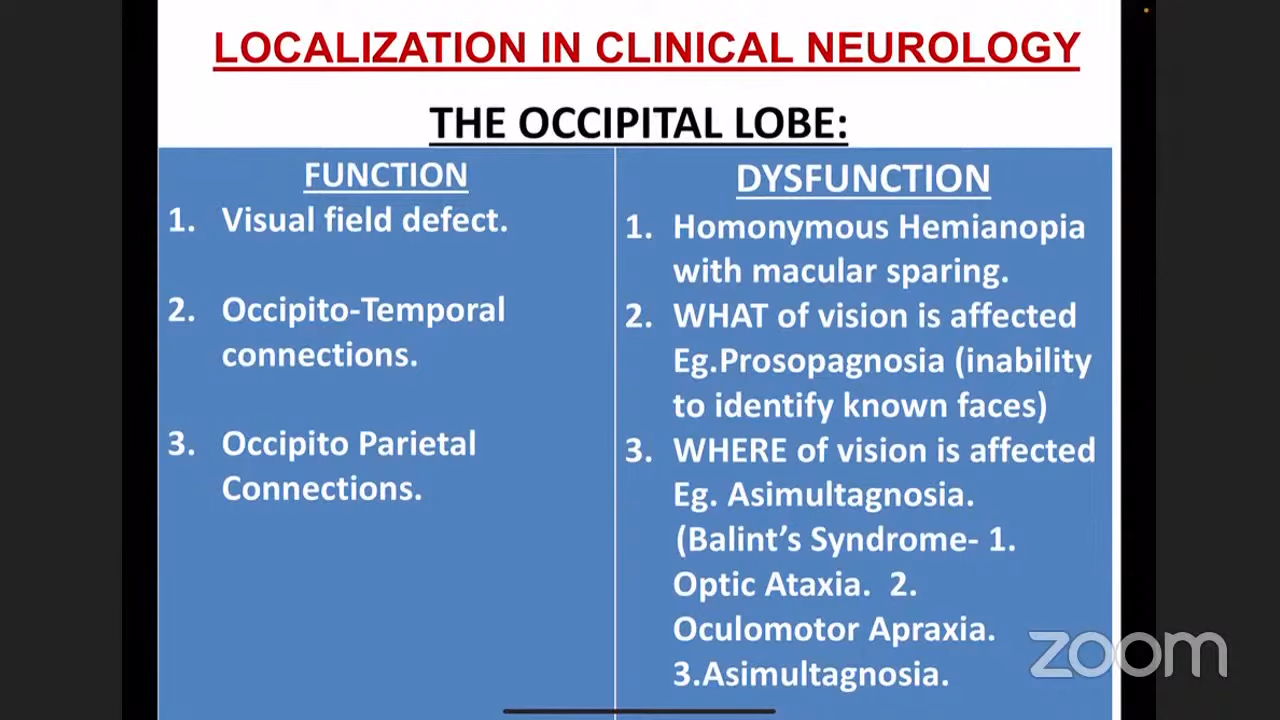 LOCALIZATION IN CLINICAL NEUROLOGY
THE OCCIPITAL LOBE:
FUNCTION
1. Visual field defect.
2. Occipito-Temporal
connections.
3. Occipito Parietal
Connections.
DYSFUNCTION
1. Homonymous Hemianopia
with macular sparing.
2. WHAT of vision is affected
Eg.Prosopagnosia (inability
to identify known faces)
3. WHERE of vision is affected
Eg. Asimultagnosia.
(Balint's Syndrome- 1.
Optic Ataxia. 2.
Oculomotor Apraxia.
3.Asimultagnosia.
zoom